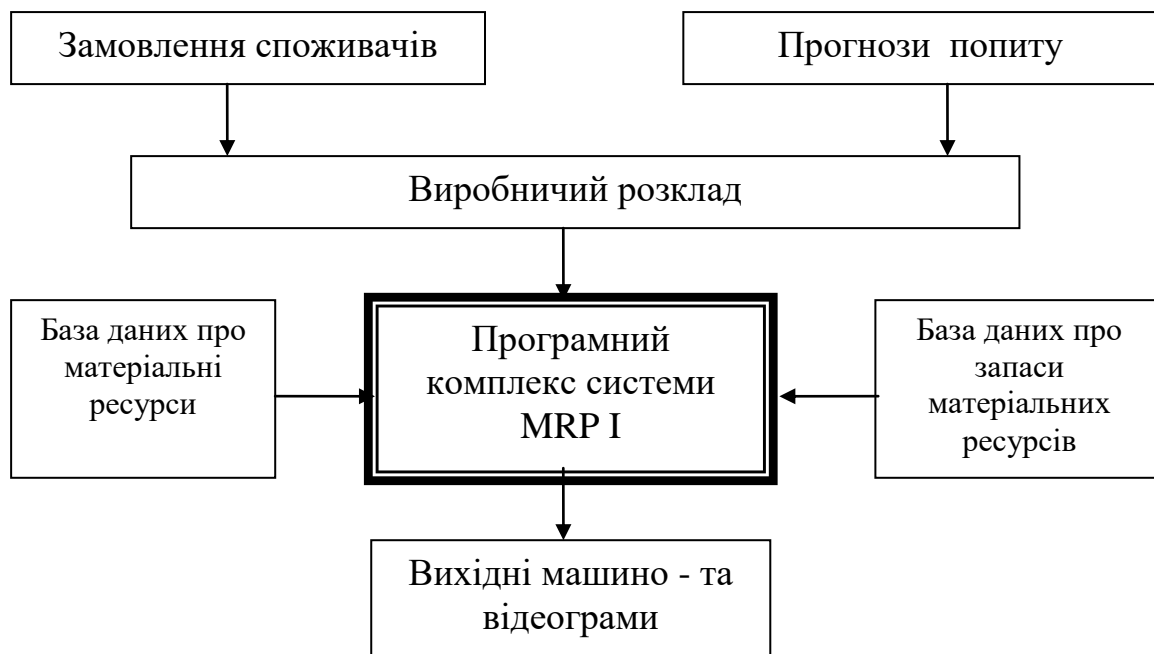 Замовлення споживачів
Прогнози попиту
Виробничий розклад
База даних про
матеріальні
ресурси
Програмний
комплекс системи
MRP I
База даних про
запаси
матеріальних
ресурсів
Вихідні машино - та
відеограми